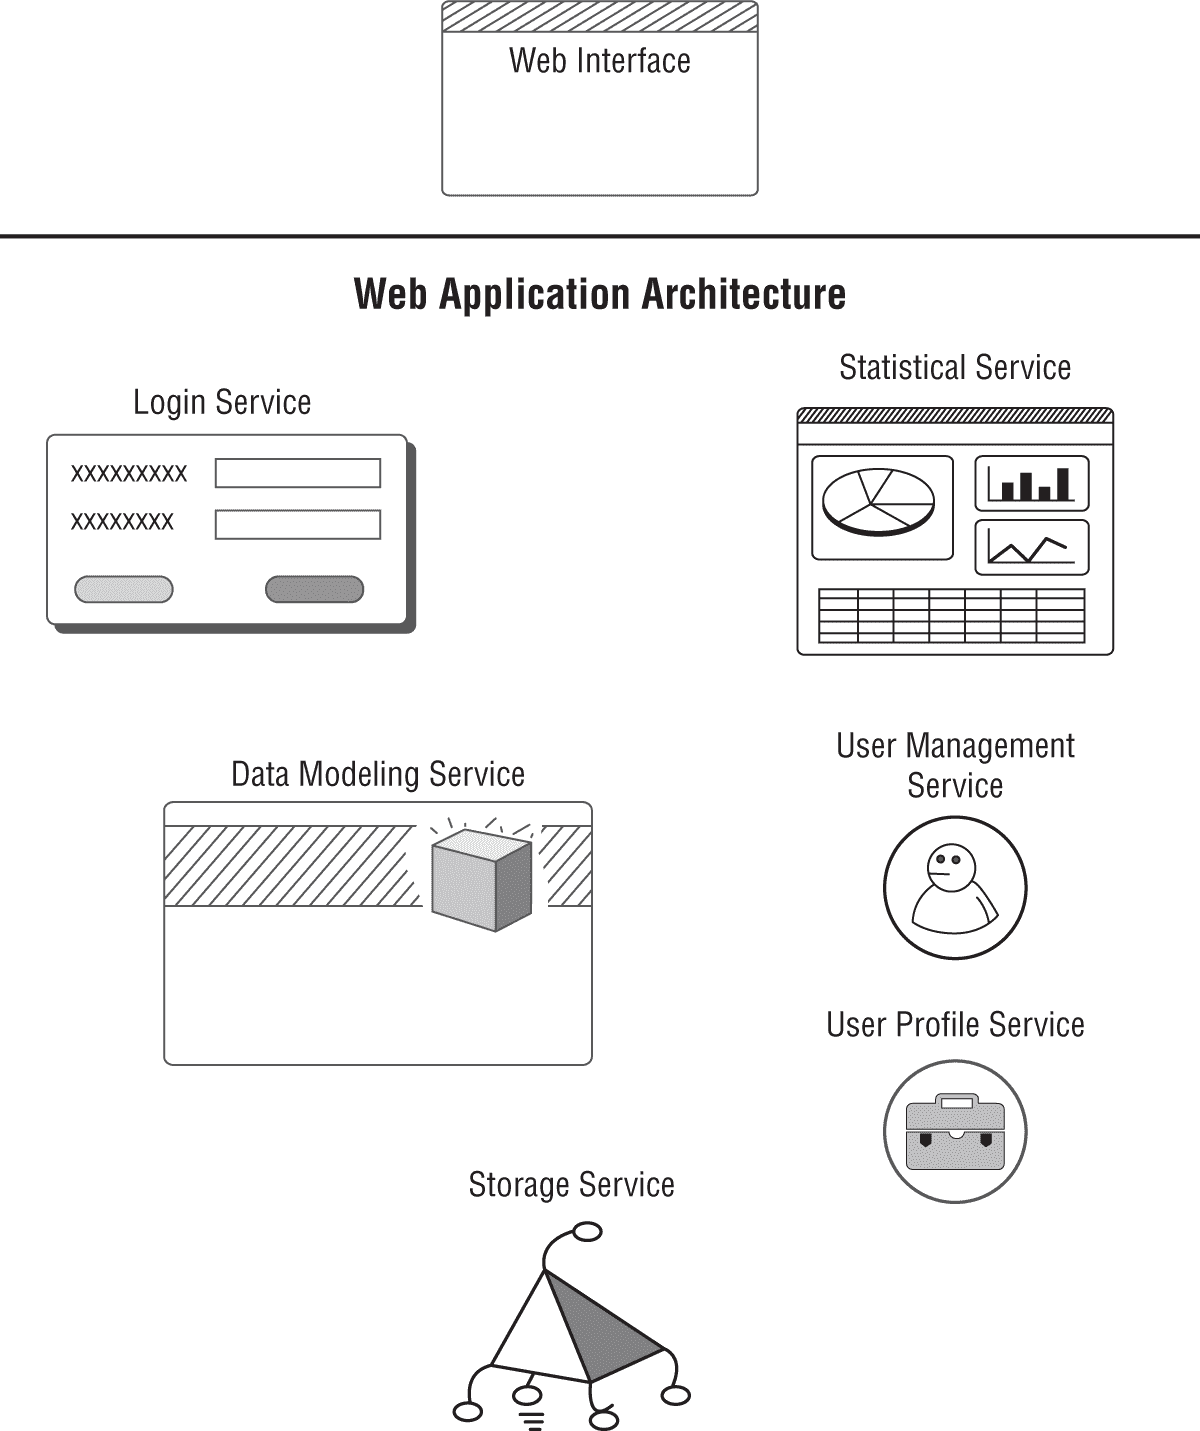 Web Interface
Web Application Architecture
Login Service
XXXXXXXXX
XXXXXXXX
Statistical Service
Data Modeling Service
User Management
Service
User Profile Service
Storage Service